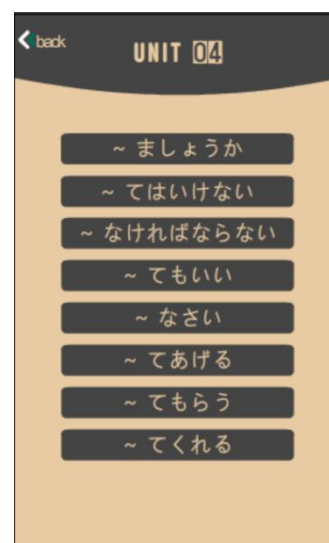 back
UNIT 04
~ ましょうか
~ てはいけない
~ なければならない
~ てもいい
~ なさい
~ てあげる
~ てもらう
~ てくれる